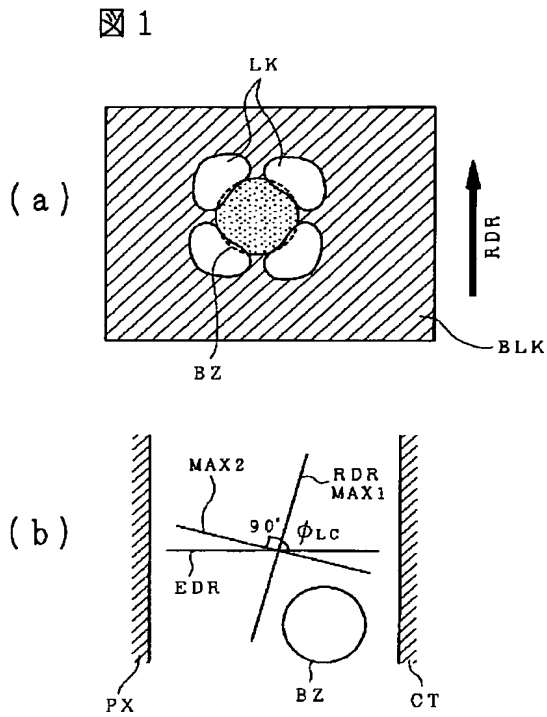 図1
LK
(a)
RDR
BLK
BZ
(b)
MAX2
RDR
MAX1
90°
ϕLC
EDR
PX
BZ
CT